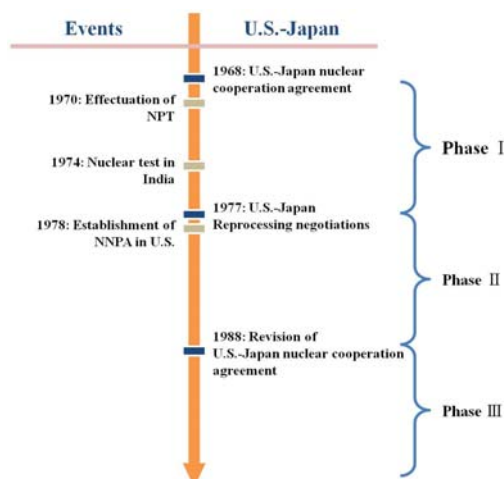 Events
U.S.-Japan
1968: U.S.-Japan nuclear
cooperation agreement
1970: Effectuation of
NPT
Phase Ⅰ
1974: Nuclear test in
India
1977: U.S.-Japan
Reprocessing negotiations
1978: Establishment of
NNPA in U.S.
Phase Ⅱ
1988: Revision of
U.S.-Japan nuclear cooperation
agreement
Phase Ⅲ